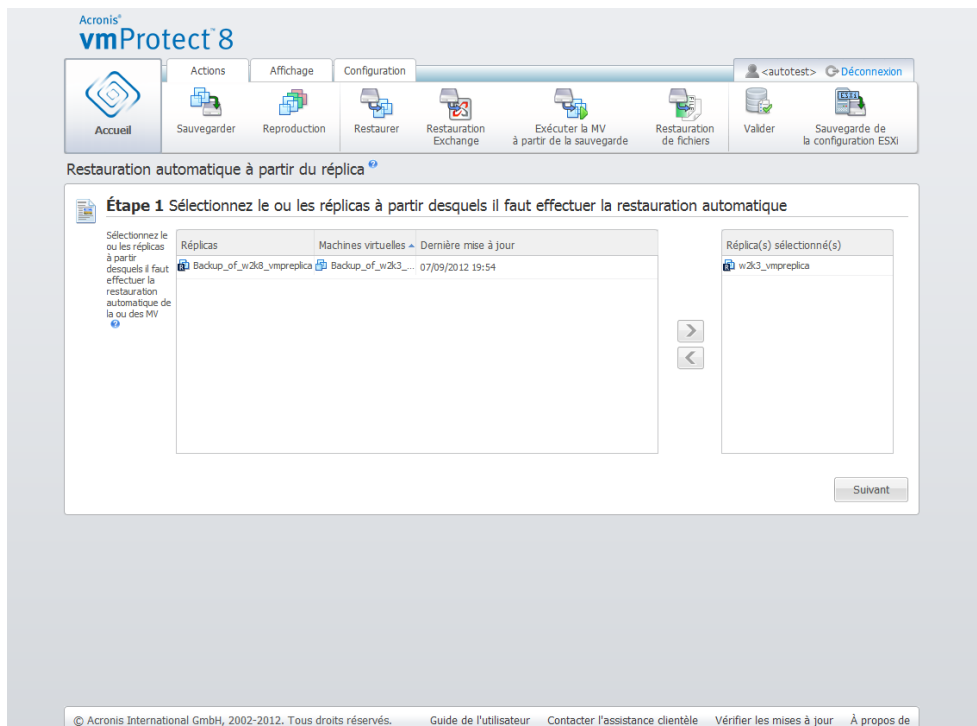 Acronis®
vmProtect™8
Actions Affichage Configuration
<autotest> Déconnexion
Accueil
Sauvegarder
Reproduction
Restaurer
Restauration
Exchange
Exécuter la MV
à partir de la sauvegarde
Restauration
de fichiers
Valider
Sauvegarde de
la configuration ESXi
Restauration automatique à partir du réplica
Étape 1 Sélectionnez le ou les réplicas à partir desquels il faut effectuer la restauration automatique
Sélectionnez le
ou les réplicas
à partir
desquels il faut
effectuer la
restauration
automatique de
la ou des MV
Réplicas Machines virtuelles Dernière mise à jour
Backup_of_w2k8_vmpreplica Backup_of_w2k3_... 07/09/2012 19:54
Réplica(s) sélectionné(s)
w2k3_vmpreplica
Suivant
© Acronis International GmbH, 2002-2012. Tous droits réservés. Guide de l'utilisateur Contacter l'assistance clientèle Vérifier les mises à jour À propos de